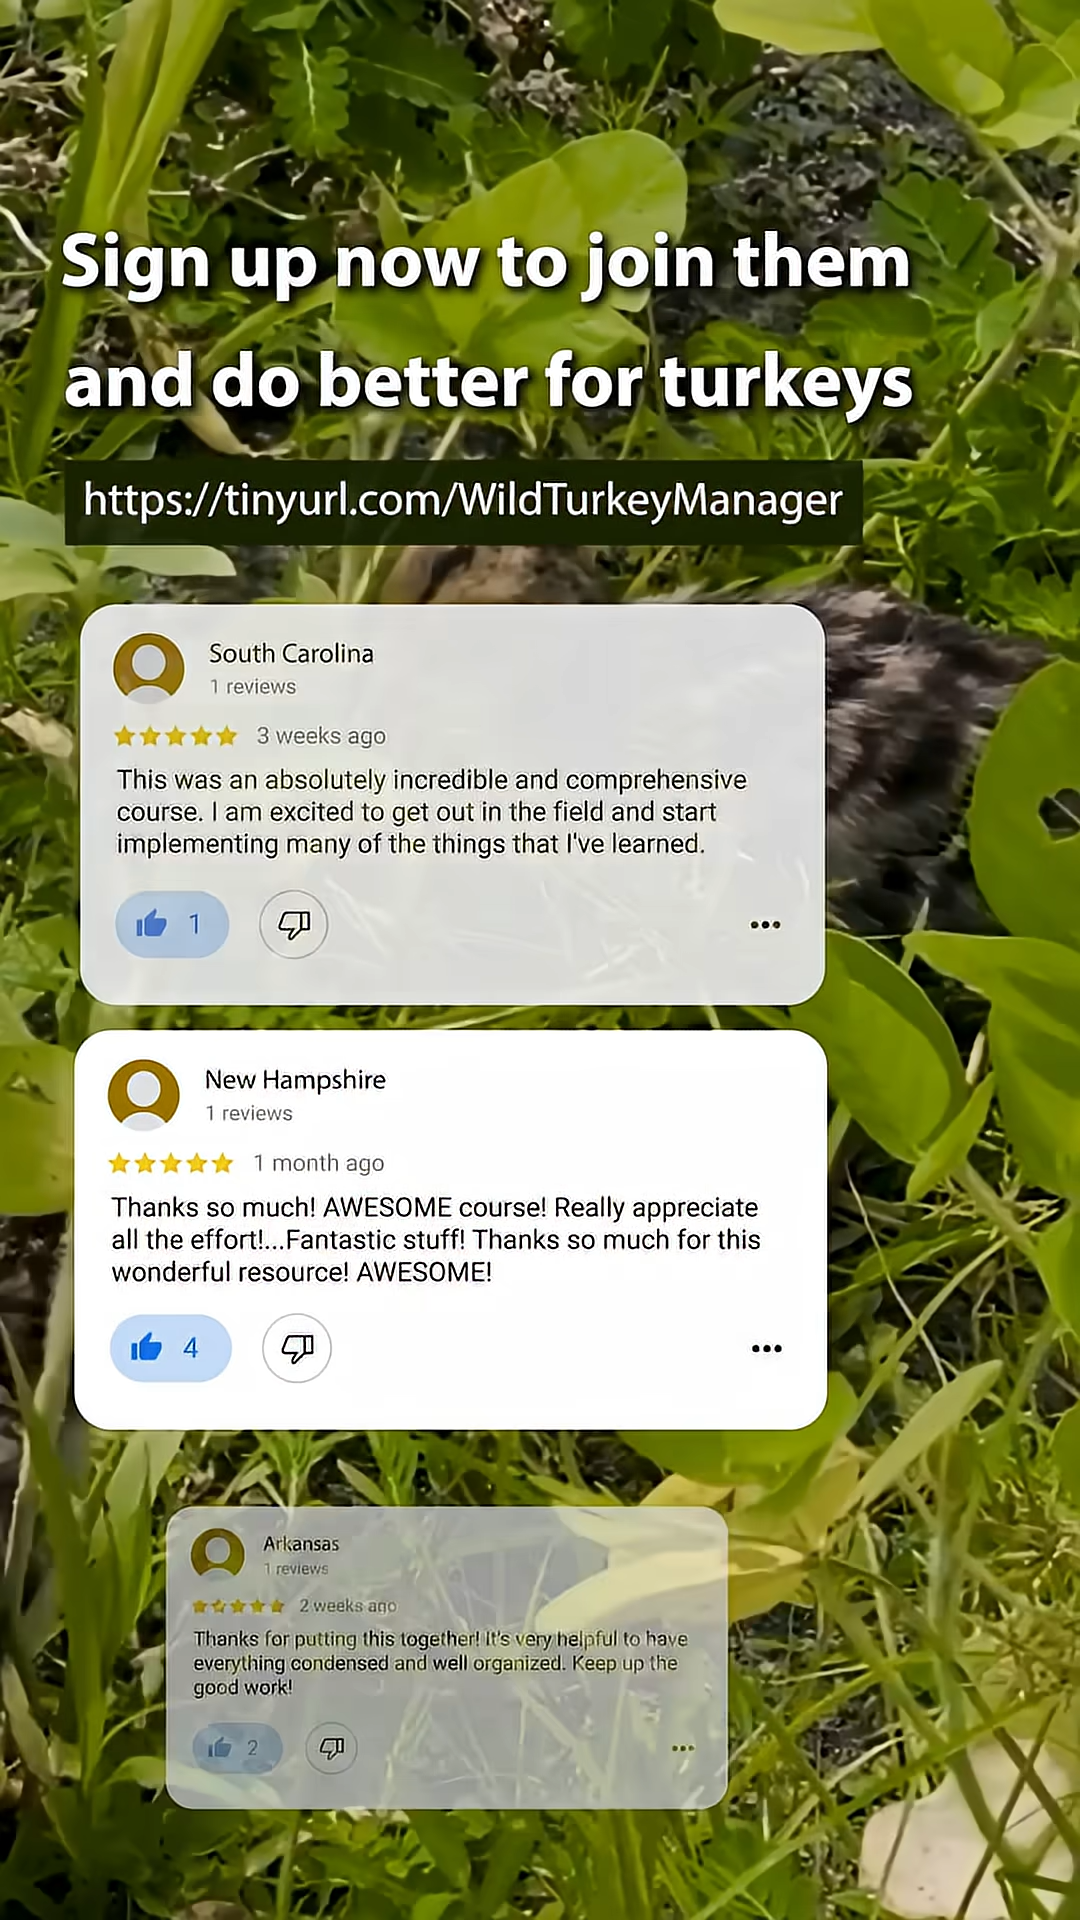 Sign up now to join them
and do better for turkeys
https://tinyurl.com/WildTurkeyManager
South Carolina
1 reviews
3 weeks ago
This was an absolutely incredible and comprehensive
course. I am excited to get out in the field and start
implementing many of the things that I've learned.
1
New Hampshire
1 reviews
1 month ago
Thanks so much! AWESOME course! Really appreciate
all the effort!...Fantastic stuff! Thanks so much for this
wonderful resource! AWESOME!
4
Arkansas
1 reviews
2 weeks ago
Thanks for putting this together! It's very helpful to have
everything condensed and well organized. Keep up the
good work!
2